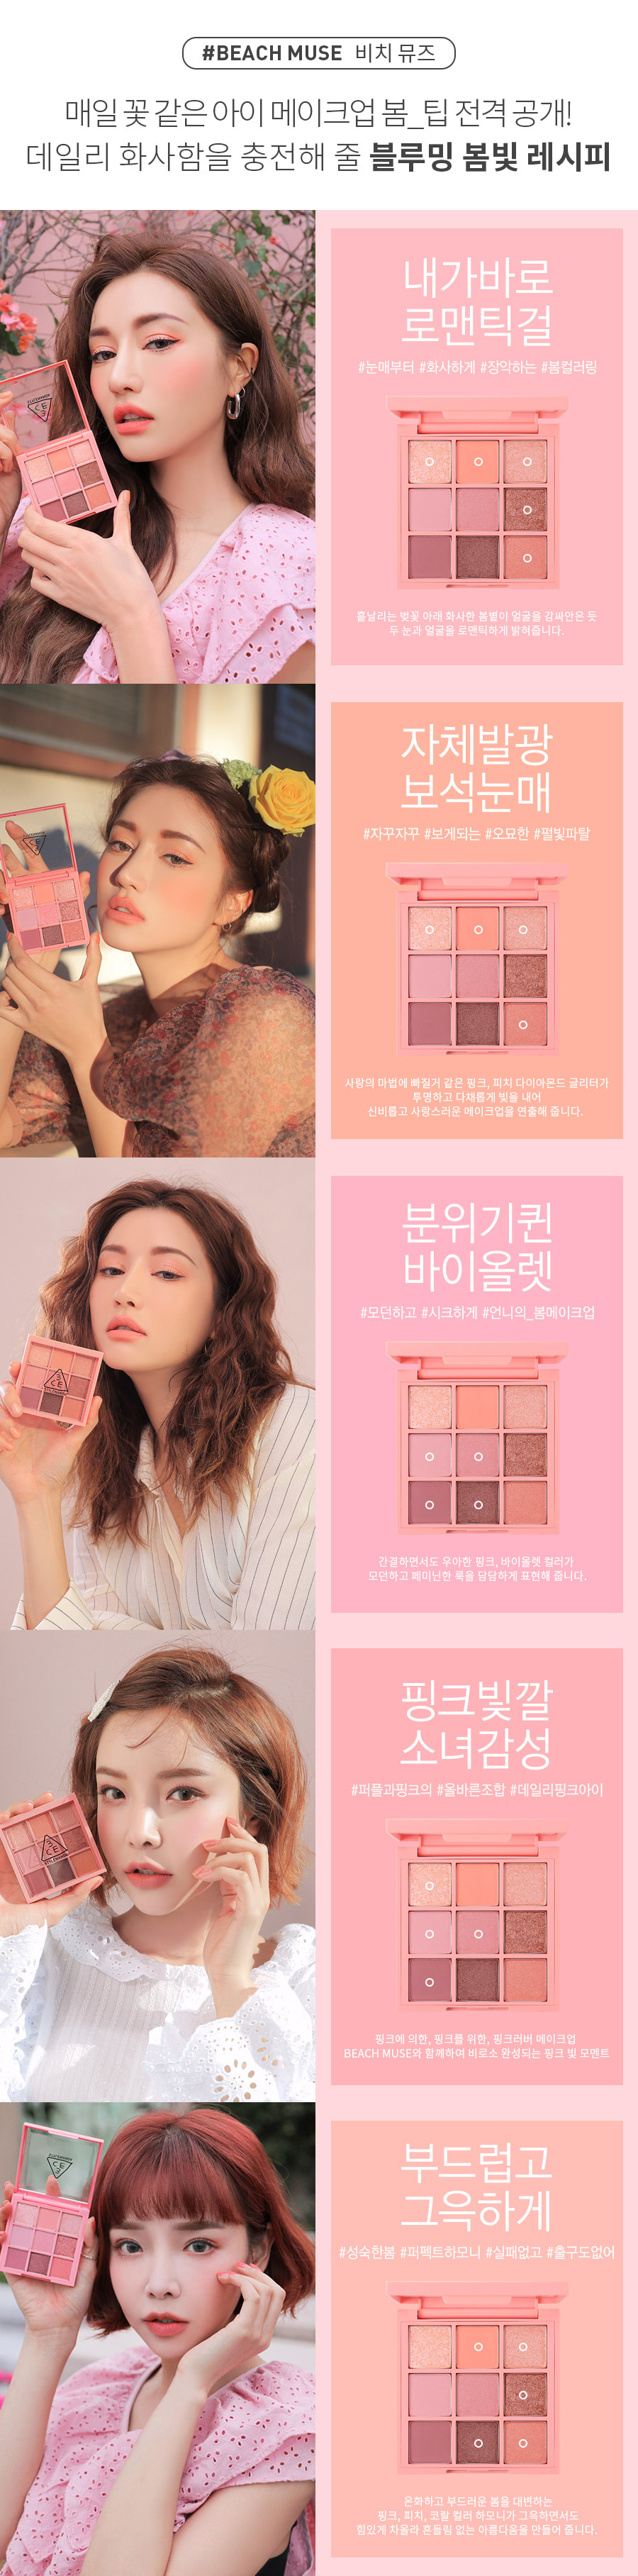 #BEACH MUSE 비치 뮤즈
매일 꽃 같은 아이 메이크업 봄_팁 전격 공개!
데일리 화사함을 충전해 줄 블루밍 봄빛 레시피
내가바로
로맨틱걸
#눈매부터 #화사하게 #장악하는 #봄컬러링
3CE
흩날리는 벚꽃 아래 화사한 봄볕이 얼굴을 감싸안은 듯
두 눈과 얼굴을 로맨틱하게 밝혀줍니다.
자체발광
보석눈매
#자꾸자꾸 #보게되는 #오묘한 #펄빛파탈
3CE
사랑의 마법에 빠질거 같은 핑크, 피치 다이아몬드 글리터가
투명하고 다채롭게 빛을 내어
신비롭고 사랑스러운 메이크업을 연출해 줍니다.
분위기퀸
바이올렛
#모던하고 #시크하게 #언니의_봄메이크업
3CE
간결하면서도 우아한 핑크, 바이올렛 컬러가
모던하고 페미닌한 룩을 담담하게 표현해 줍니다.
핑크빛깔
소녀감성
#퍼플과핑크의 #올바른조합 #데일리핑크아이
3CE
핑크에 의한, 핑크를 위한, 핑크러버 메이크업
BEACH MUSE와 함께하여 비로소 완성되는 핑크 빛 모멘트
부드럽고
그윽하게
#성숙한봄 #퍼펙트하모니 #실패없고 #출구도없어
3CE
온화하고 부드러운 봄을 대변하는
핑크, 피치, 코랄 컬러 하모니가 그윽하면서도
힘있게 차올라 흔들림 없는 아름다움을 만들어 줍니다.